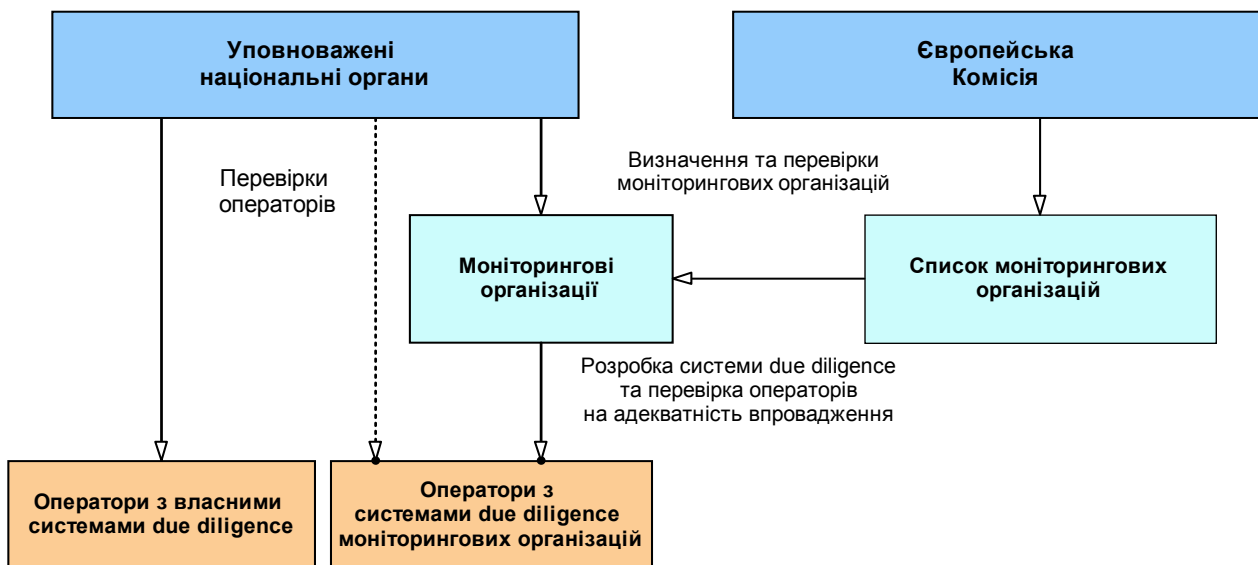 Уповноважені
національні органи
Європейська
Комісія
Визначення та перевірки
моніторингових організацій
Перевірки
операторів
Моніторингові
організації
Список моніторингових
організацій
Розробка системи due diligence
та перевірка операторів
на адекватність впровадження
Оператори з власними
системами due diligence
Оператори з
системами due diligence
моніторингових організацій